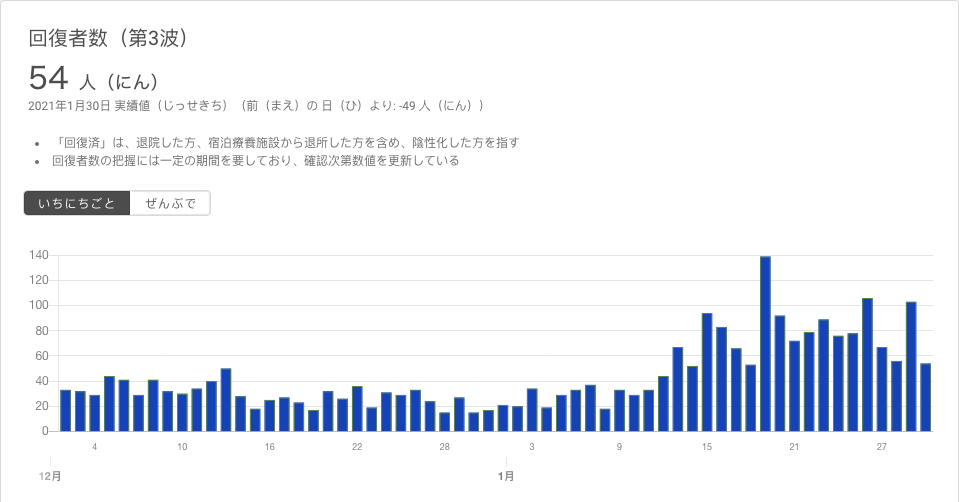 回復者数（第3波）
54 人（にん）
2021年1月30日 実績値（じっせきち）（前（まえ）の 日（ひ）より: -49 人（にん））
• 「回復済」は、退院した方、宿泊療養施設から退所した方を含め、陰性化した方を指す
• 回復者数の把握には一定の期間を要しており、確認次第数値を更新している
いちにちごと ぜんぶで
140
120
100
80
60
40
20
0
4 10 16 22 28 3 9 15 21 27
12月 1月